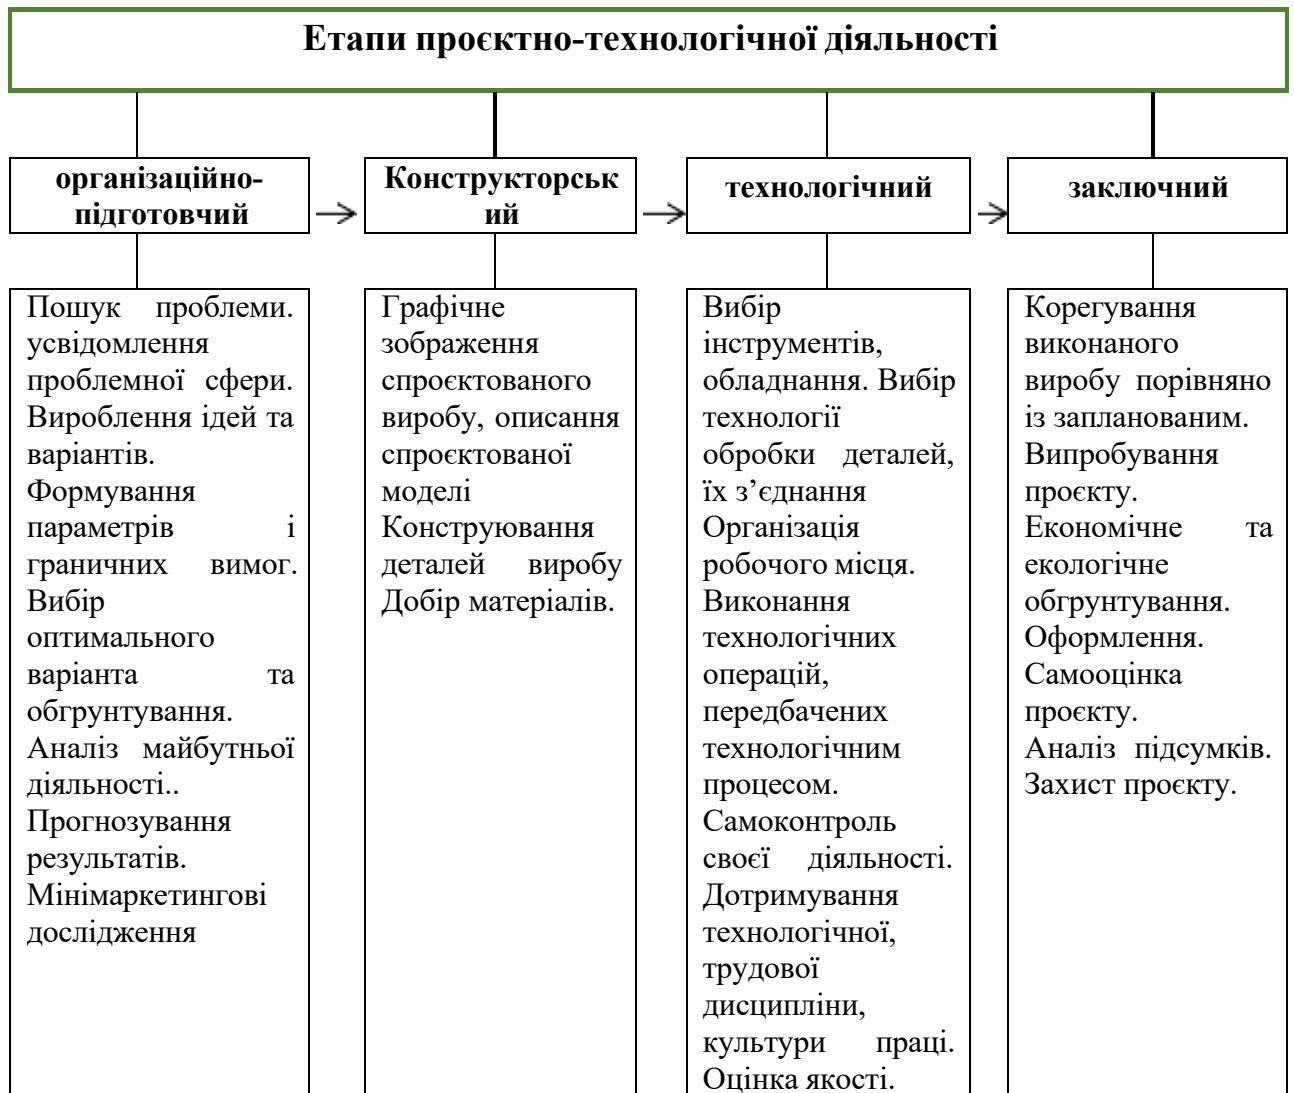 Етапи проєктно-технологічної діяльності
організаційно-
підготовчий
Конструкторськ
ий
технологічний
заключний
Пошук проблеми.
усвідомлення
проблемної сфери.
Вироблення ідей та
варіантів.
Формування
параметрів і
граничних вимог.
Вибір
оптимального
варіанта та
обгрунтування.
Аналіз майбутньої
діяльності..
Прогнозування
результатів.
Мінімаркетингові
дослідження
Графічне
зображення
спроєктованого
виробу, описання
спроєктованої
моделі
Конструювання
деталей виробу
Добір матеріалів.
Вибір
інструментів,
обладнання. Вибір
технології
обробки деталей,
їх з’єднання
Організація
робочого місця.
Виконання
технологічних
операцій,
передбачених
технологічним
процесом.
Самоконтроль
своєї діяльності.
Дотримування
технологічної,
трудової
дисципліни,
культури праці.
Оцінка якості.
Корегування
виконаного
виробу порівняно
із запланованим.
Випробування
проєкту.
Економічне та
екологічне
обгрунтування.
Оформлення.
Самооцінка
проєкту.
Аналіз підсумків.
Захист проєкту.